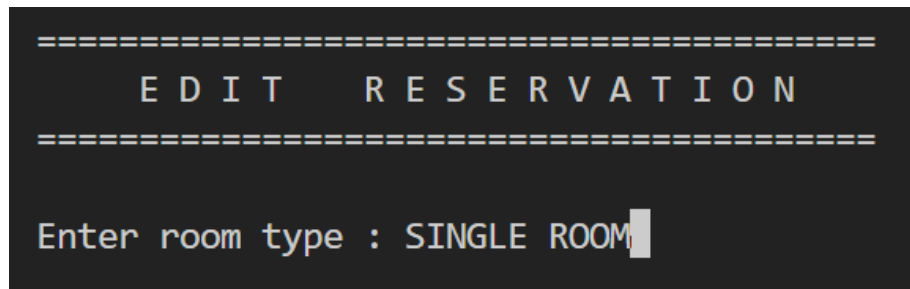 =========================================
E D I T   R E S E R V A T I O N
=========================================
Enter room type : SINGLE ROOM